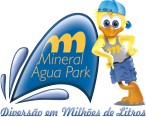 m
Mineral
Água Park
Diversão em Milhões de Litros